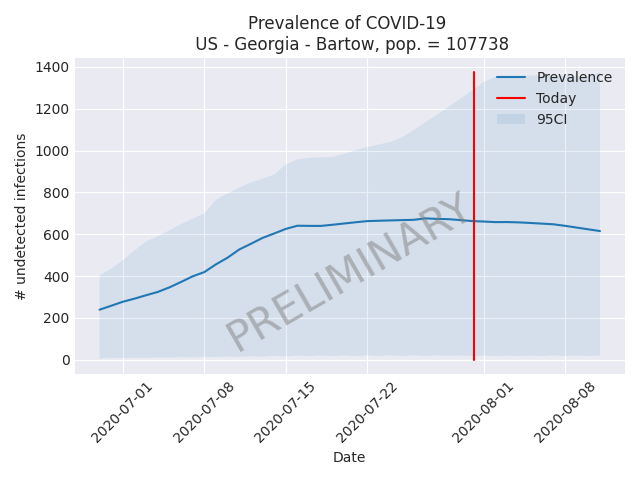 Prevalence of COVID-19
US - Georgia - Bartow, pop. = 107738
1400
1200
1000
800
600
400
200
0
# undetected infections
Prevalence
Today
95CI
PRELIMINARY
2020-07-01
2020-07-08
2020-07-15
2020-07-22
2020-08-01
2020-08-08
Date